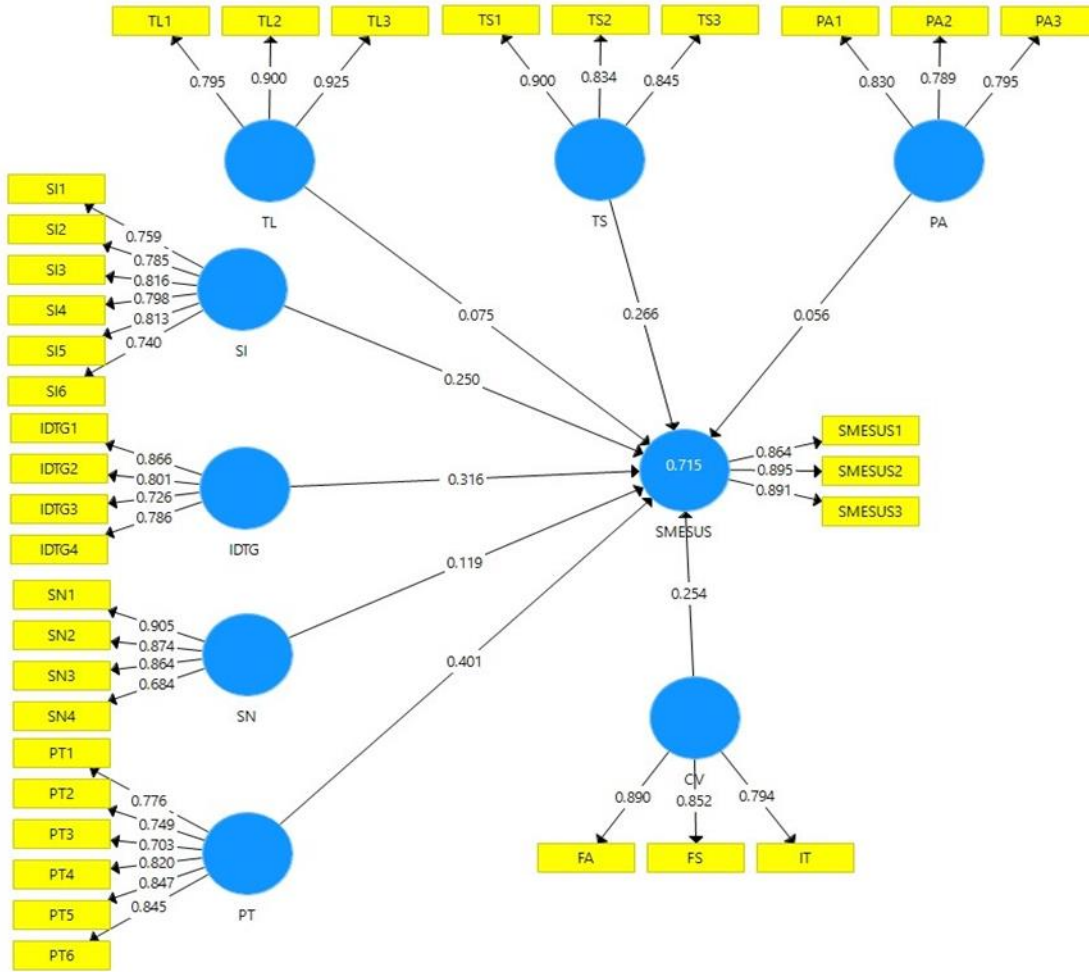 TL1
TL2
TL3
TS1
TS2
TS3
PA1
PA2
PA3
0.795
0.900
0.925
0.900
0.834
0.845
0.830
0.789
0.795
TL
TS
PA
SI1
SI2
SI3
SI4
SI5
SI6
0.759
0.785
0.816
0.798
0.813
0.740
SI
0.075
0.266
0.056
0.250
IDTG1
IDTG2
IDTG3
IDTG4
0.866
0.801
0.726
0.786
IDTG
0.316
0.715
SMESUS
0.864
0.895
0.891
SMESUS1
SMESUS2
SMESUS3
SN1
SN2
SN3
SN4
0.905
0.874
0.864
0.684
SN
0.119
0.401
0.254
PT1
PT2
PT3
PT4
PT5
PT6
0.776
0.749
0.703
0.820
0.847
0.845
PT
CV
0.890
0.852
0.794
FA
FS
IT